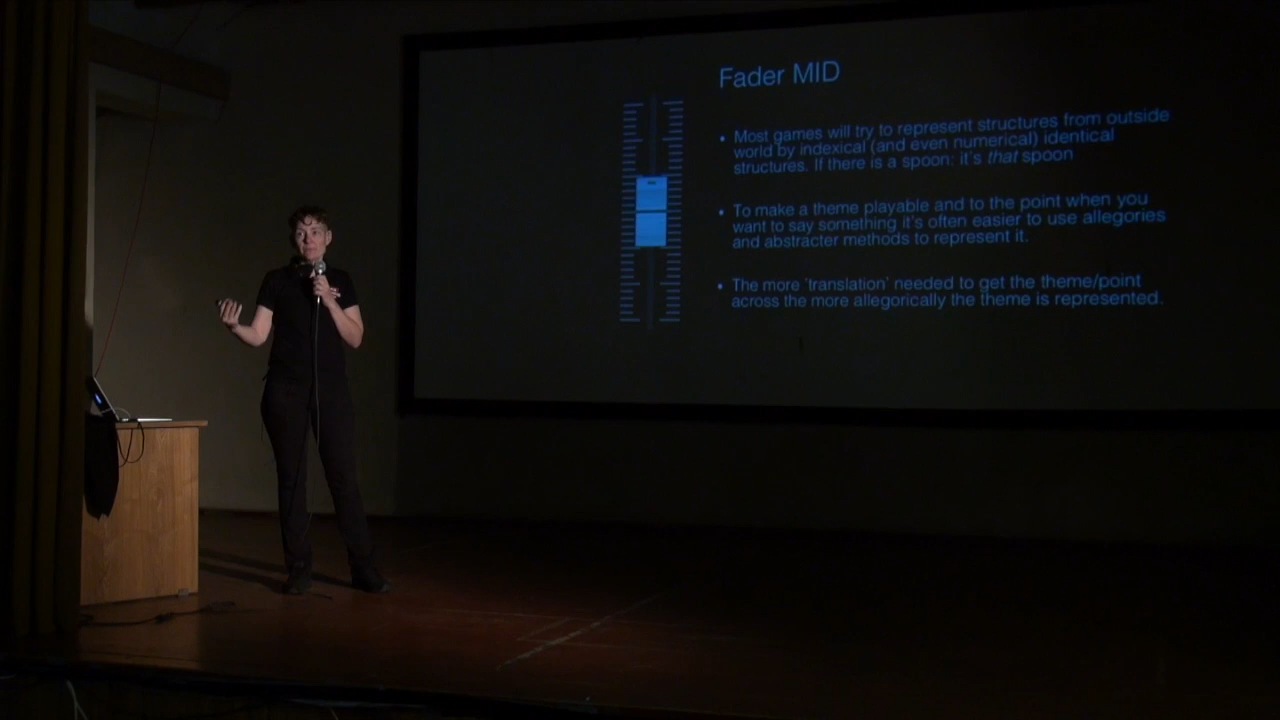 Fader MID
• Most games will try to represent structures from outside
world by indexical (and even numerical) identical
structures. If there is a spoon: it's that spoon
• To make a theme playable and to the point when you
want to say something it's often easier to use allegories
and abstracter methods to represent it.
• The more 'translation' needed to get the theme/point
across the more allegorically the theme is represented.